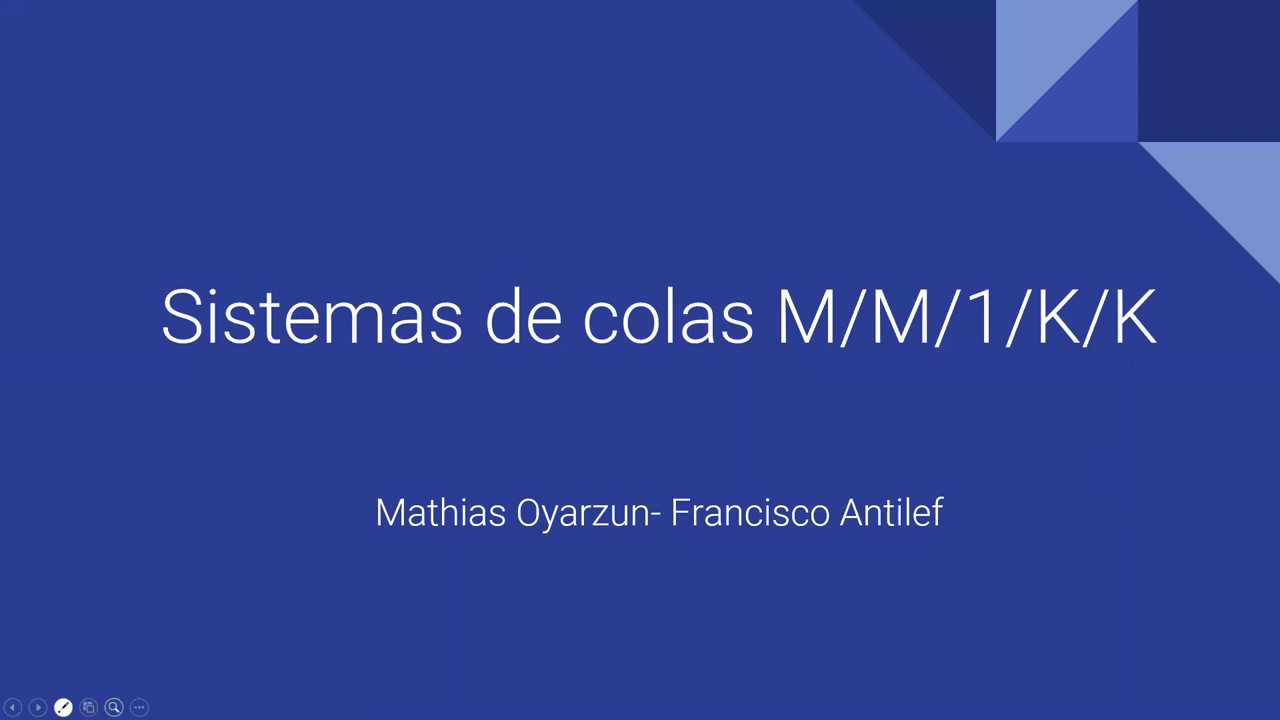 Sistemas de colas M/M/1/K/K
Mathias Oyarzun- Francisco Antilef